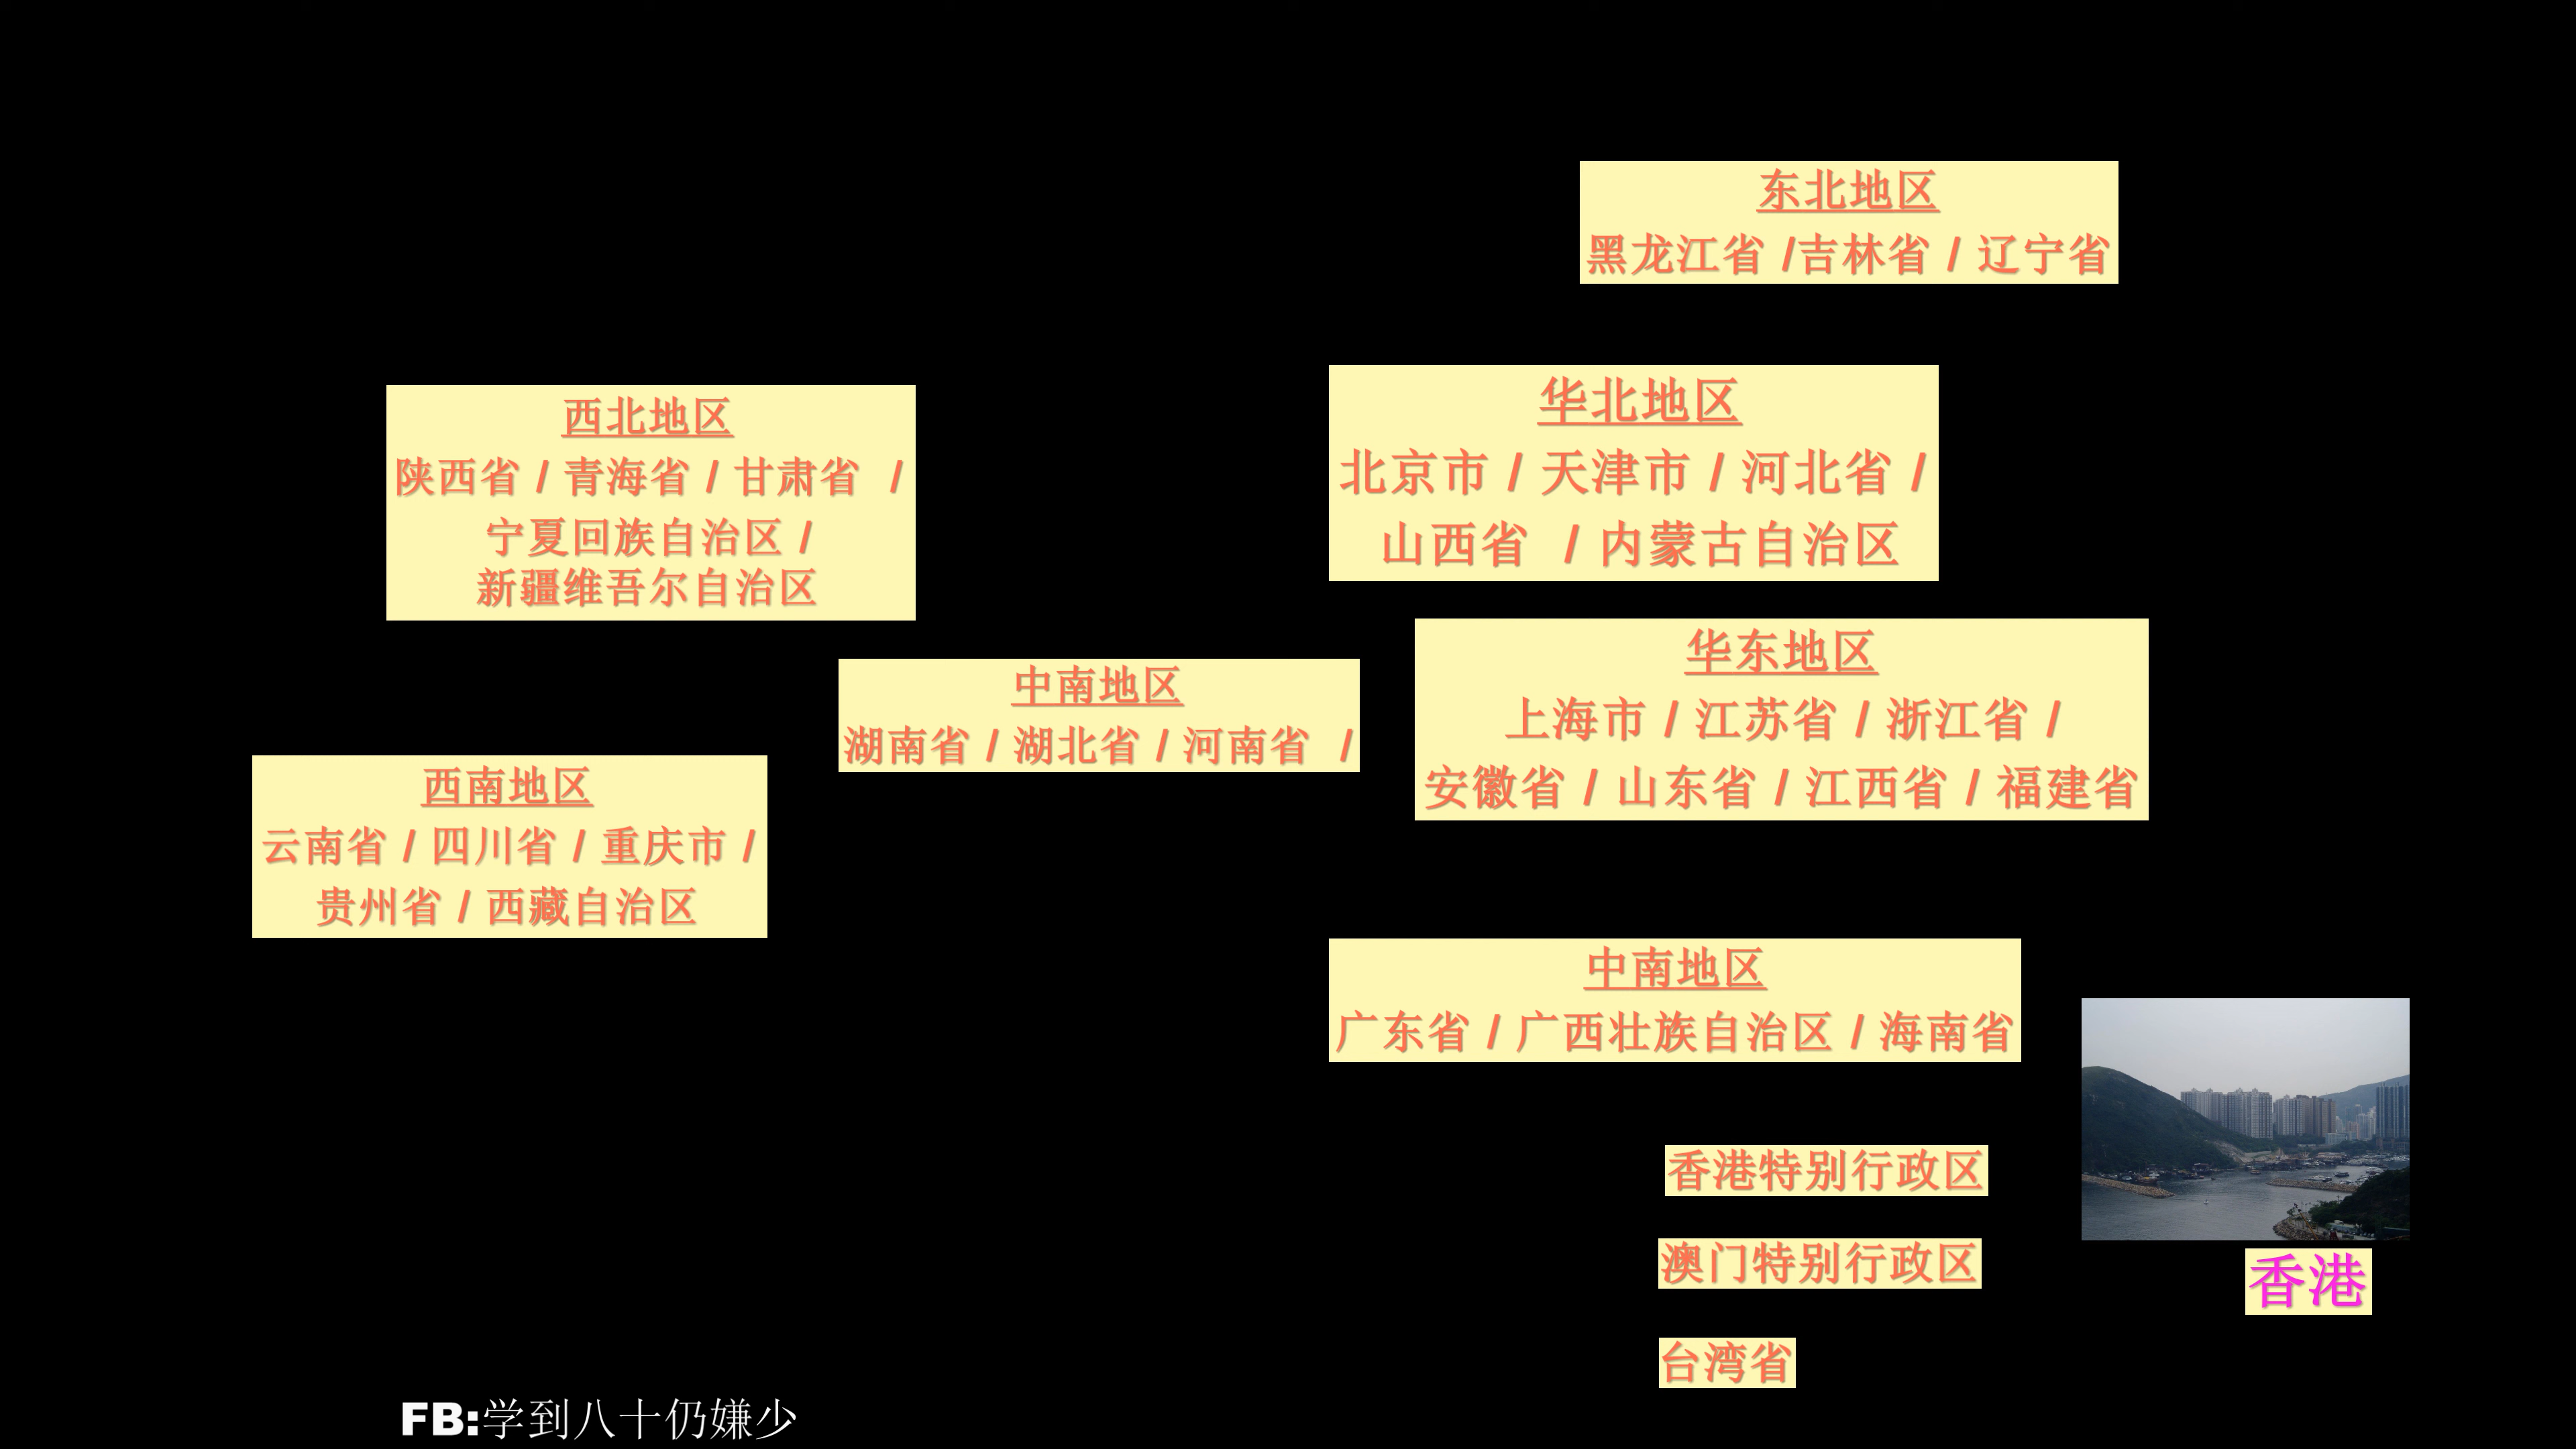 东北地区
黑龙江省 /吉林省 / 辽宁省
华北地区
北京市 / 天津市 / 河北省 /
山西省 / 内蒙古自治区
西北地区
陕西省 / 青海省 / 甘肃省 /
宁夏回族自治区 /
新疆维吾尔自治区
华东地区
上海市 / 江苏省 / 浙江省 /
安徽省 / 山东省 / 江西省 / 福建省
中南地区
湖南省 / 湖北省 / 河南省 /
西南地区
云南省 / 四川省 / 重庆市 /
贵州省 / 西藏自治区
中南地区
广东省 / 广西壮族自治区 / 海南省
香港特别行政区
澳门特别行政区
香港
台湾省
FB:学到八十仍嫌少